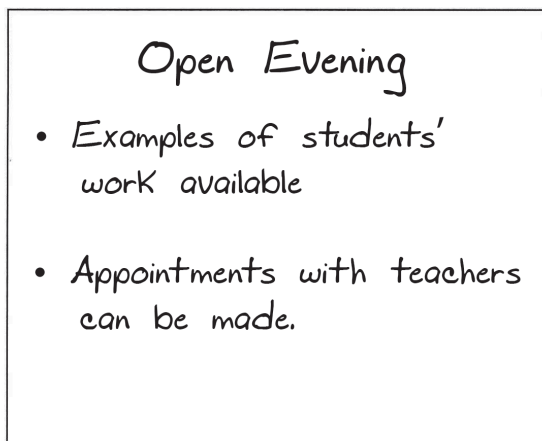 Open Evening
• Examples of students'
work available
• Appointments with teachers
can be made.